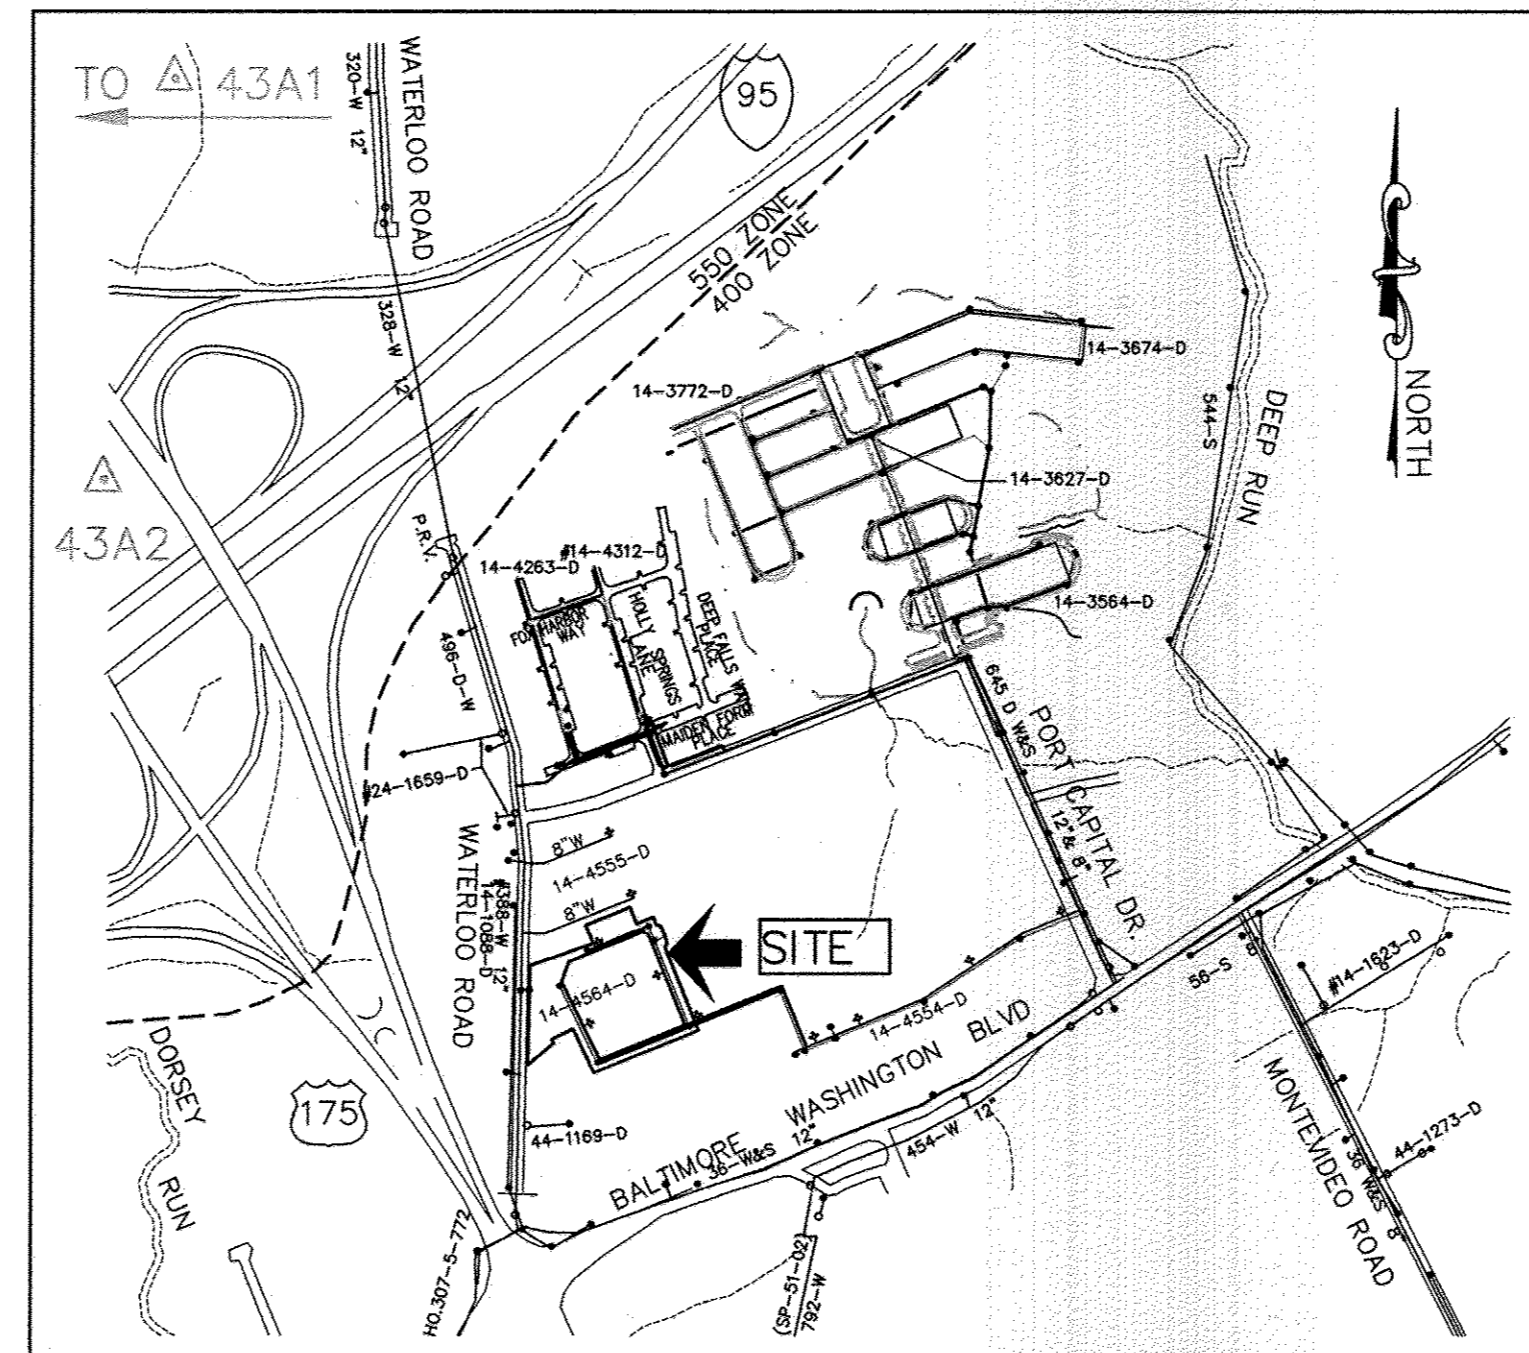 TO 43A1
320-W 12"
WATERLOO ROAD
95
550 ZONE
400 ZONE
NORTH
328-W 12"
14-3674-D
14-3772-D
544-S
DEEP RUN
14-3627-D
43A2
P.R.V.
#14-4312-D
14-4263-D
14-3564-D
FOX HARBOR
WAY
HOLLY SPRINGS
LANE
DEEP FALLS WAY
PLACE
496-D-W
MAIDEN FORM
PLACE
645 D W&S
PORT CAPITAL DR.
12"& 8"
#24-1659-D
WATERLOO ROAD
8"W
14-4555-D
8"W
#388-W 12"
14-1088-D
SITE
14-4564-D
14-4554-D
56-S
8"
#14-1623-D
BALTIMORE WASHINGTON BLVD
12"
36-W&S
454-W 12"
MONTEVIDEO ROAD
36 W&S 8"
44-1273-D
DORSEY
RUN
175
44-1169-D
HO.307-5-772
(SP-51-02)
792-W